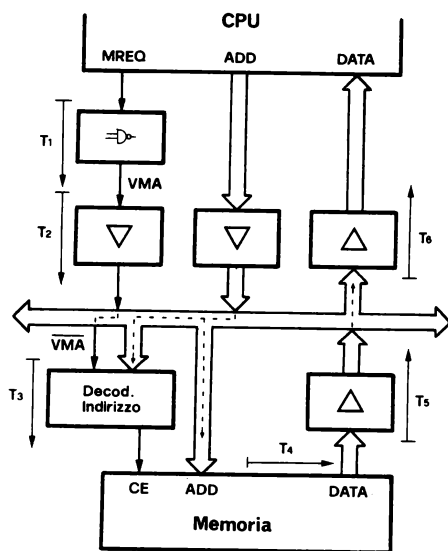 CPU
MREQ ADD DATA
T1
VMA
T2
T6
VMA
T3
Decod.
Indirizzo
T5
T4
CE ADD DATA
Memoria